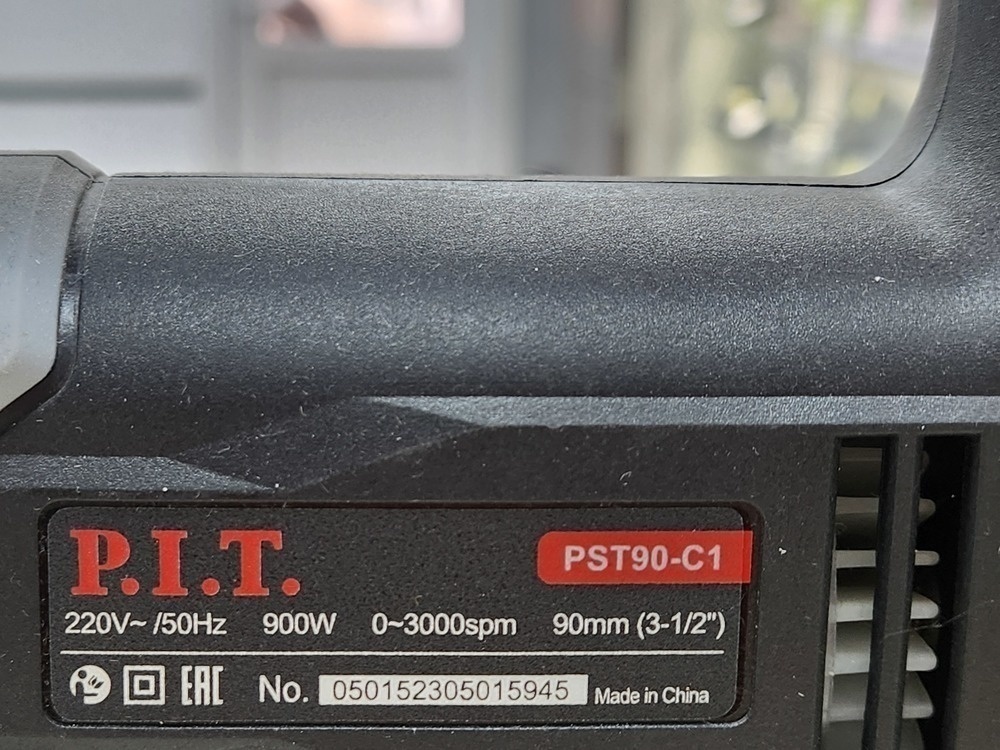 P.I.T.
PST90-C1
220V~ /50Hz 900W 0~3000spm 90mm (3-1/2")
EAC No. 050152305015945 Made in China